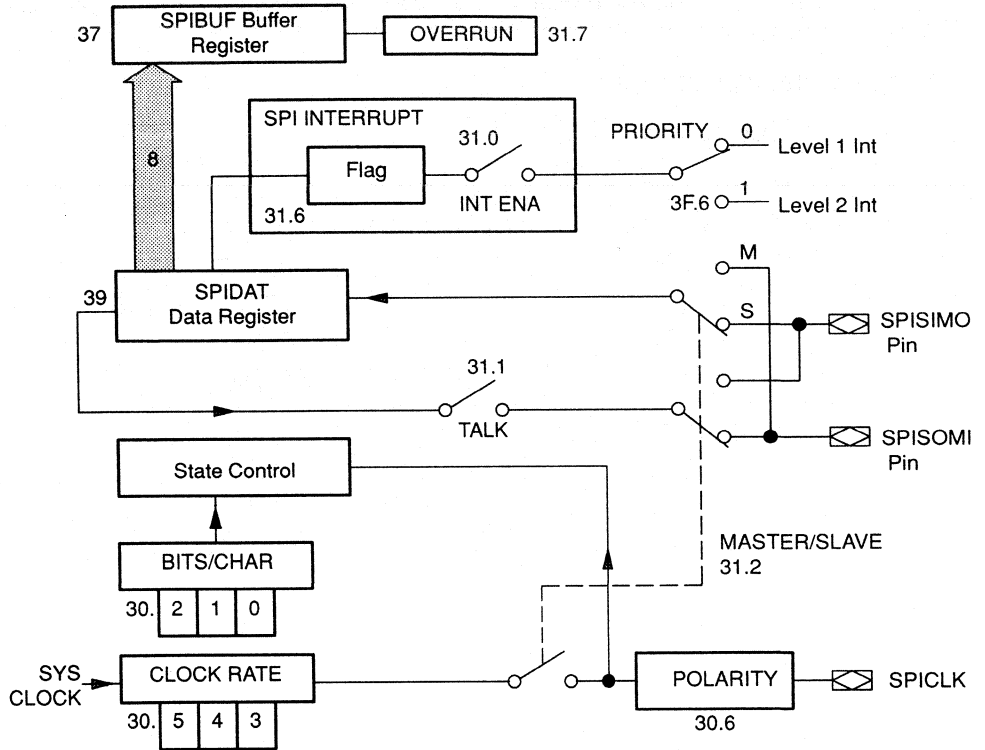 37
SPIBUF Buffer
Register
OVERRUN
31.7
8
SPI INTERRUPT
Flag
31.0
INT ENA
31.6
PRIORITY
0
Level 1 Int
3F.6
1
Level 2 Int
39
SPIDAT
Data Register
M
S
SPISIMO
Pin
31.1
TALK
SPISOMI
Pin
State Control
MASTER/SLAVE
31.2
BITS/CHAR
30. 2 1 0
SYS
CLOCK
CLOCK RATE
30. 5 4 3
POLARITY
30.6
SPICLK